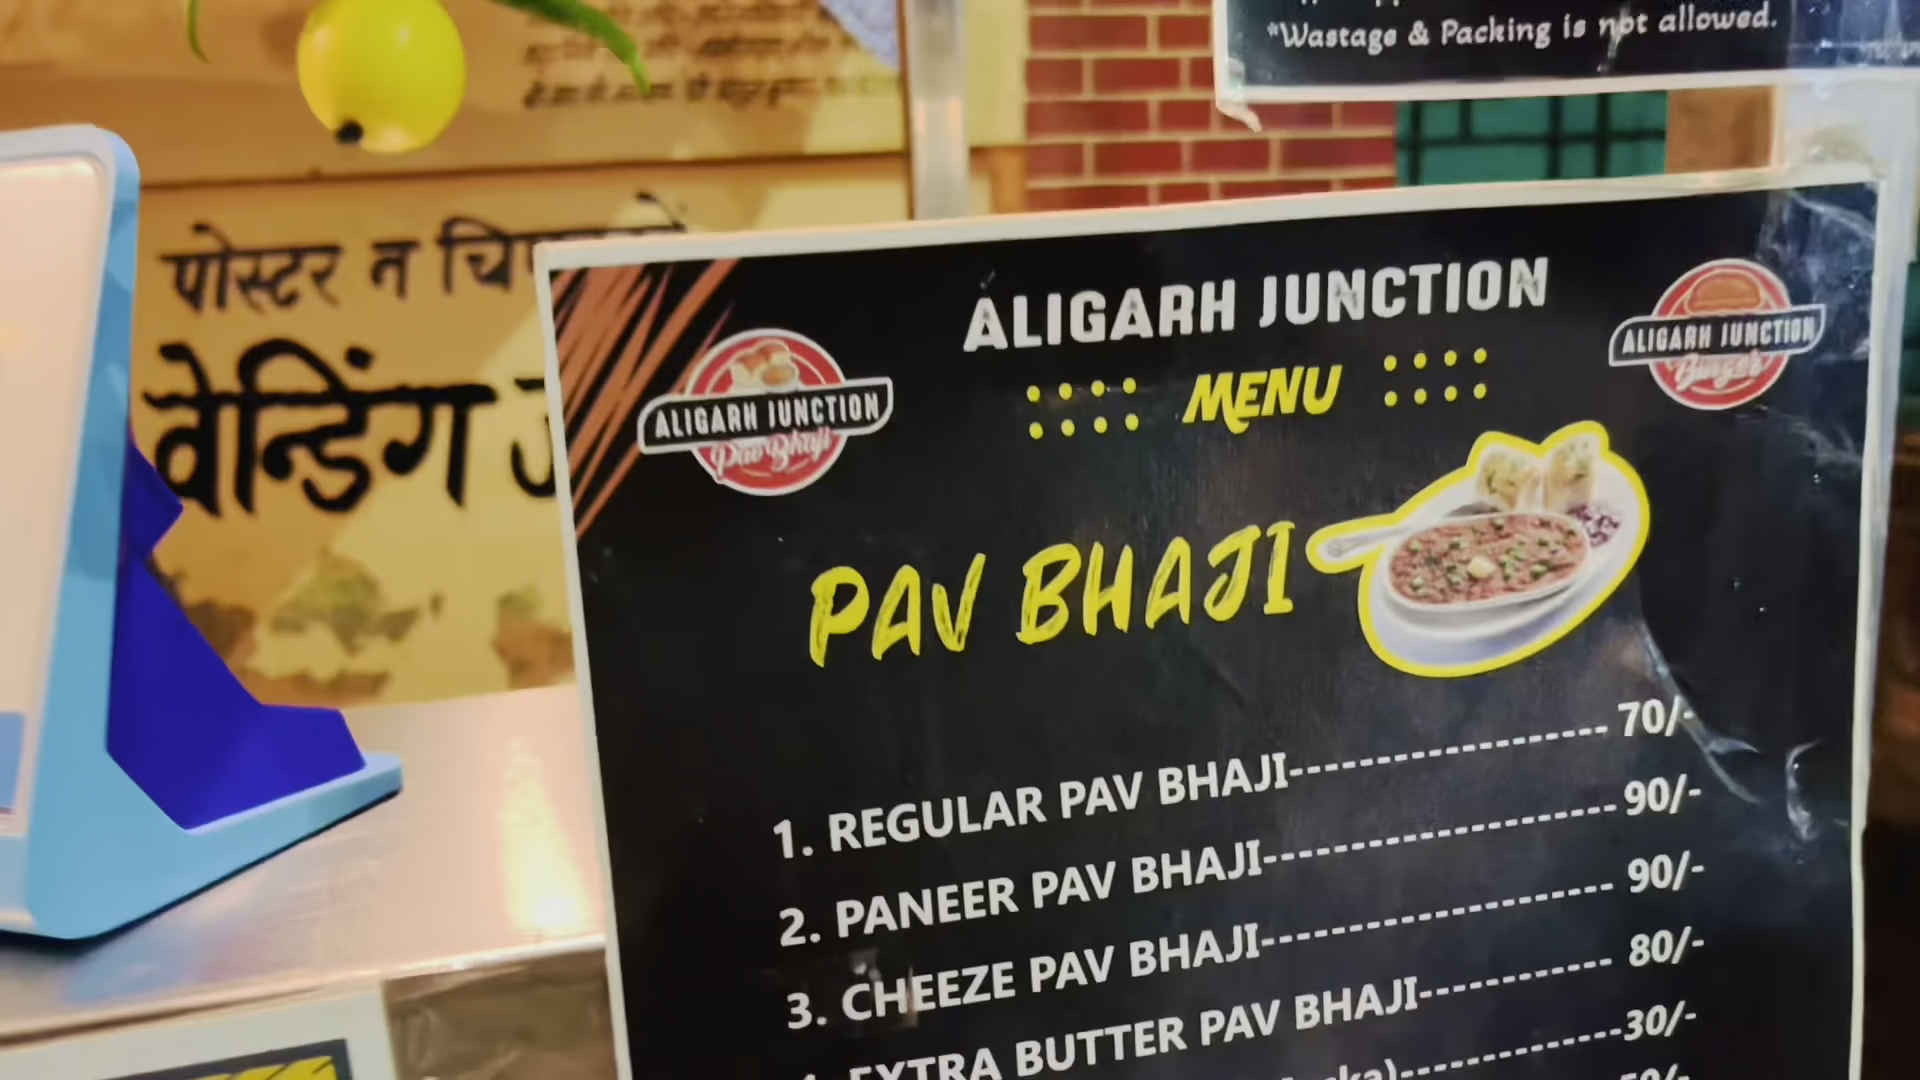 *Wastage & Packing is not allowed.
पोस्टर न
वेन्डिंग
ALIGARH JUNCTION
MENU
ALIGARH JUNCTION
Pav Bhaji
ALIGARH JUNCTION
Burger
PAV BHAJI
1. REGULAR PAV BHAJI------------------- 70/-
2. PANEER PAV BHAJI--------------------- 90/-
3. CHEEZE PAV BHAJI--------------------- 90/-
EXTRA BUTTER PAV BHAJI----------- 80/-
-------------30/-